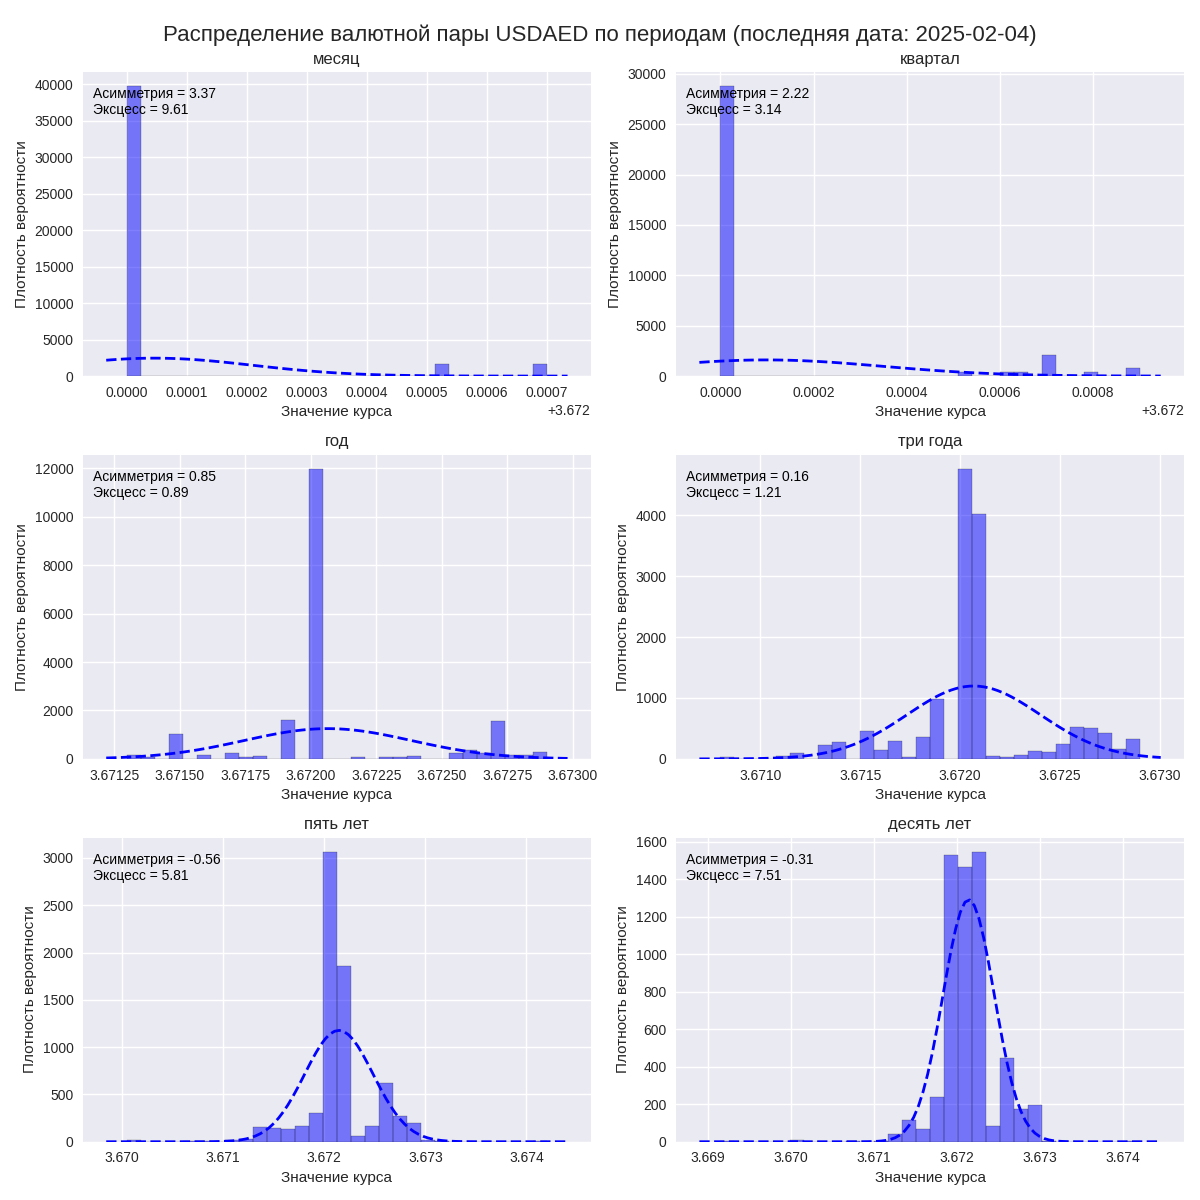 Распределение валютной пары USDAED по периодам (последняя дата: 2025-02-04)
месяц
Асимметрия = 3.37
Эксцесс = 9.61
Плотность вероятности
40000
35000
30000
25000
20000
15000
10000
5000
0
0.0000 0.0001 0.0002 0.0003 0.0004 0.0005 0.0006 0.0007
Значение курса
+3.672
квартал
Асимметрия = 2.22
Эксцесс = 3.14
Плотность вероятности
30000
25000
20000
15000
10000
5000
0
0.0000 0.0002 0.0004 0.0006 0.0008
Значение курса
+3.672
год
Асимметрия = 0.85
Эксцесс = 0.89
Плотность вероятности
12000
10000
8000
6000
4000
2000
0
3.67125 3.67150 3.67175 3.67200 3.67225 3.67250 3.67275 3.67300
Значение курса
три года
Асимметрия = 0.16
Эксцесс = 1.21
Плотность вероятности
4000
3000
2000
1000
0
3.6710 3.6715 3.6720 3.6725 3.6730
Значение курса
пять лет
Асимметрия = -0.56
Эксцесс = 5.81
Плотность вероятности
3000
2500
2000
1500
1000
500
0
3.670 3.671 3.672 3.673 3.674
Значение курса
десять лет
Асимметрия = -0.31
Эксцесс = 7.51
Плотность вероятности
1600
1400
1200
1000
800
600
400
200
0
3.669 3.670 3.671 3.672 3.673 3.674
Значение курса